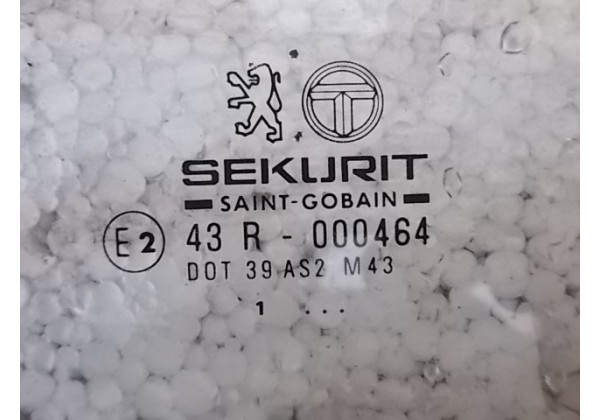 SEKURIT
SAINT-GOBAIN
E2 43 R - 000464
DOT 39 AS2 M43
1 ...